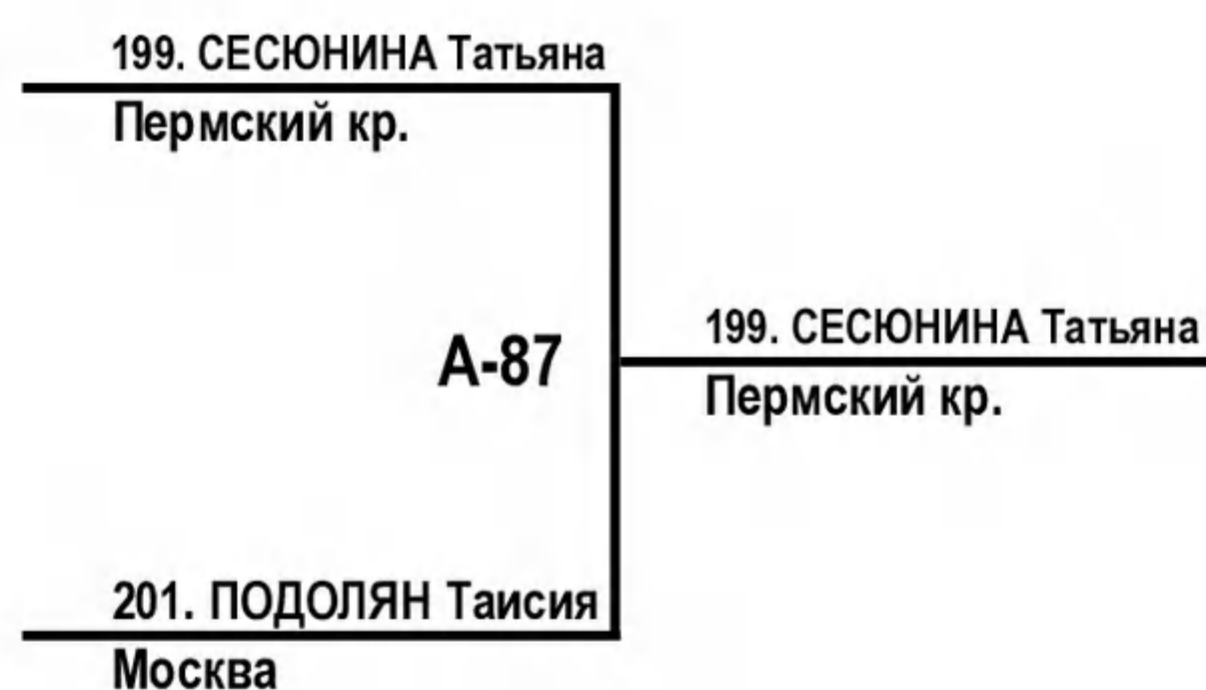 199. СЕСЮНИНА Татьяна
Пермский кр.
А-87
199. СЕСЮНИНА Татьяна
Пермский кр.
201. ПОДОЛЯН Таисия
Москва